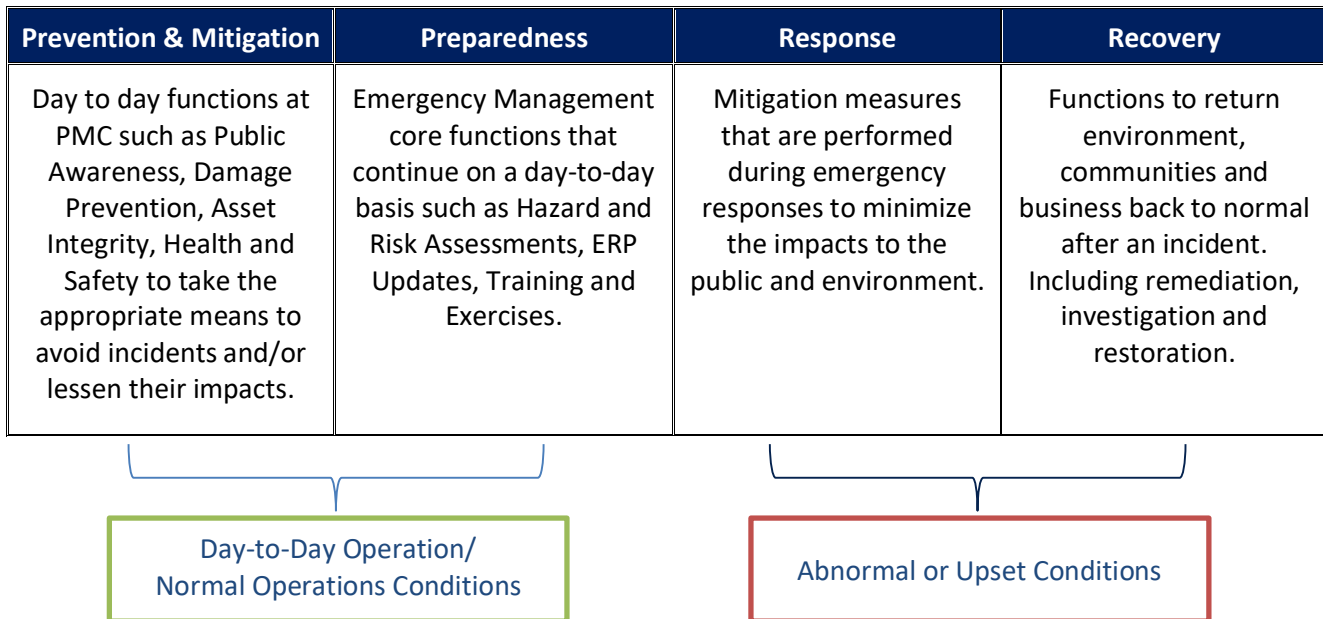 Prevention & Mitigation
Preparedness
Response
Recovery
Day to day functions at
PMC such as Public
Awareness, Damage
Prevention, Asset
Integrity, Health and
Safety to take the
appropriate means to
avoid incidents and/or
lessen their impacts.
Emergency Management
core functions that
continue on a day-to-day
basis such as Hazard and
Risk Assessments, ERP
Updates, Training and
Exercises.
Mitigation measures
that are performed
during emergency
responses to minimize
the impacts to the
public and environment.
Functions to return
environment,
communities and
business back to normal
after an incident.
Including remediation,
investigation and
restoration.
Day-to-Day Operation/
Normal Operations Conditions
Abnormal or Upset Conditions